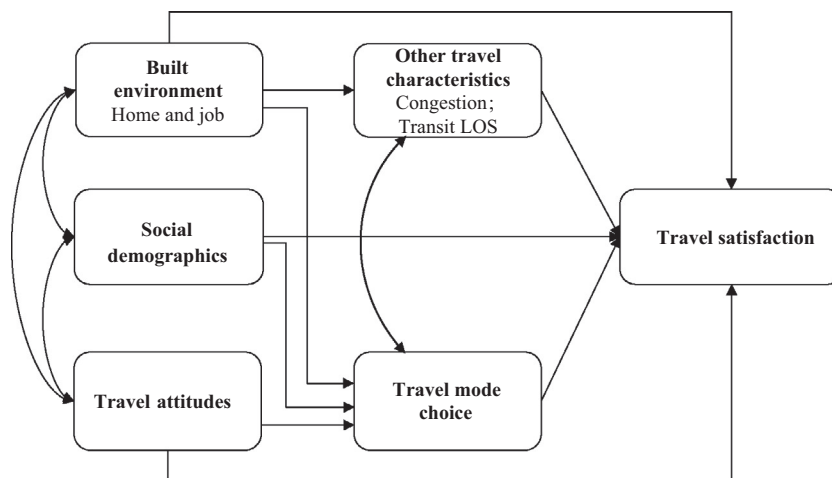 Built
environment
Home and job
Other travel
characteristics
Congestion;
Transit LOS
Social
demographics
Travel satisfaction
Travel attitudes
Travel mode
choice